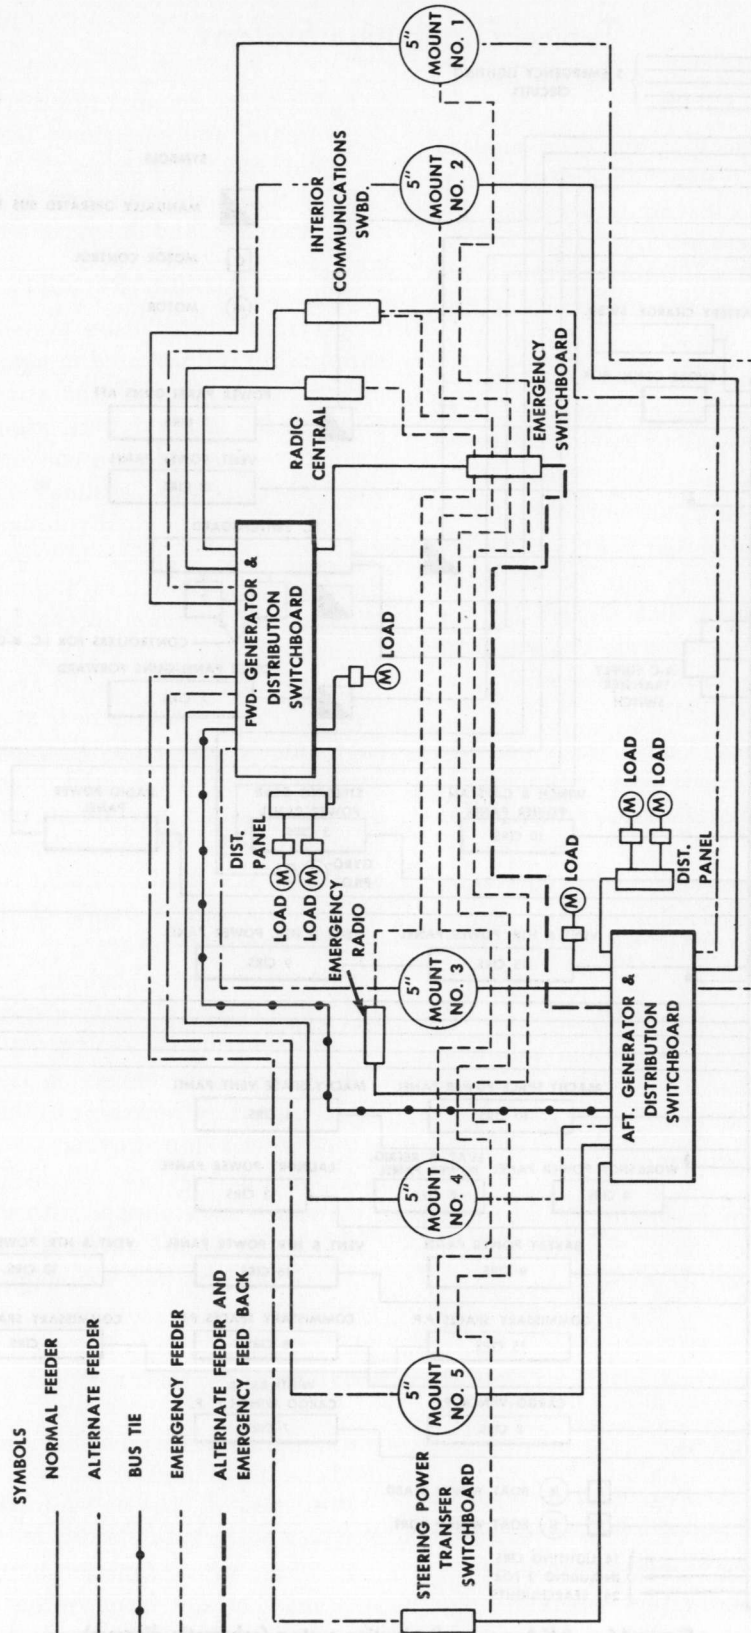 SYMBOLS
NORMAL FEEDER
ALTERNATE FEEDER
BUS TIE
EMERGENCY FEEDER
ALTERNATE FEEDER AND
EMERGENCY FEED BACK
STEERING POWER
TRANSFER
SWITCHBOARD
5"
MOUNT
NO. 5
5"
MOUNT
NO. 4
5"
MOUNT
NO. 3
EMERGENCY
RADIO
LOAD M
LOAD M
DIST.
PANEL
FWD. GENERATOR &
DISTRIBUTION
SWITCHBOARD
M LOAD
RADIO
CENTRAL
INTERIOR
COMMUNICATIONS
SWBD.
5"
MOUNT
NO. 2
5"
MOUNT
NO. 1
EMERGENCY
SWITCHBOARD
AFT. GENERATOR &
DISTRIBUTION
SWITCHBOARD
M LOAD
M LOAD
M LOAD
DIST.
PANEL